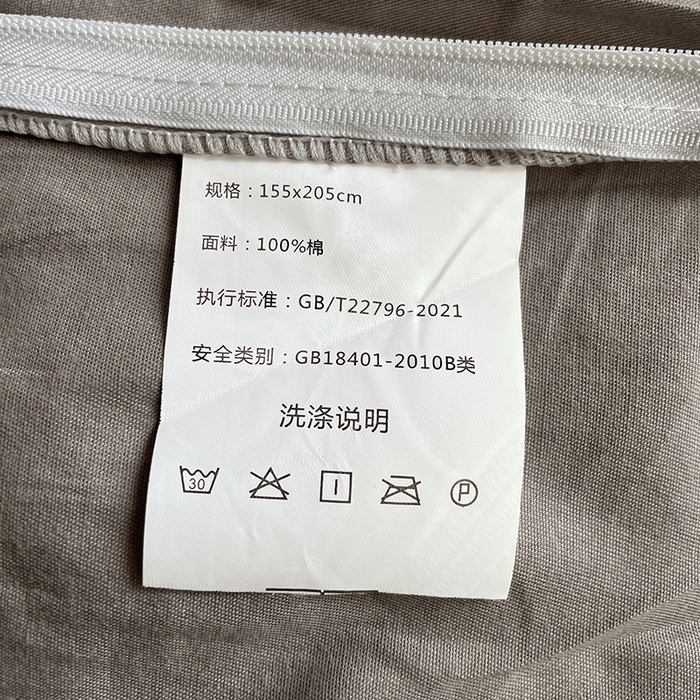 规格：155x205cm
面料：100%棉
执行标准：GB/T22796-2021
安全类别：GB18401-2010B类
洗涤说明
30
P